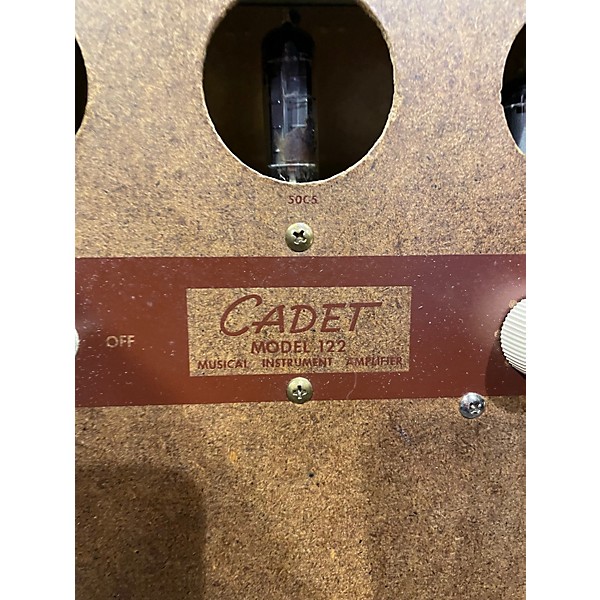 50C5
OFF
CADET
MODEL 122
MUSICAL INSTRUMENT AMPLIFIER